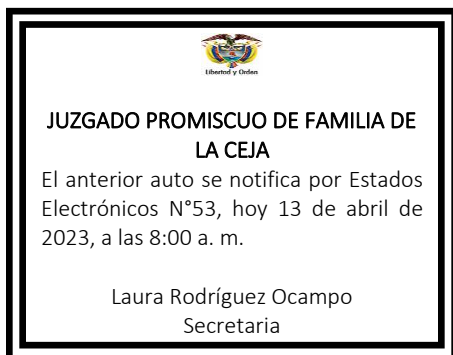 Libertad y Orden
JUZGADO PROMISCUO DE FAMILIA DE
LA CEJA
El anterior auto se notifica por Estados
Electrónicos N°53, hoy 13 de abril de
2023, a las 8:00 a. m.
Laura Rodríguez Ocampo
Secretaria